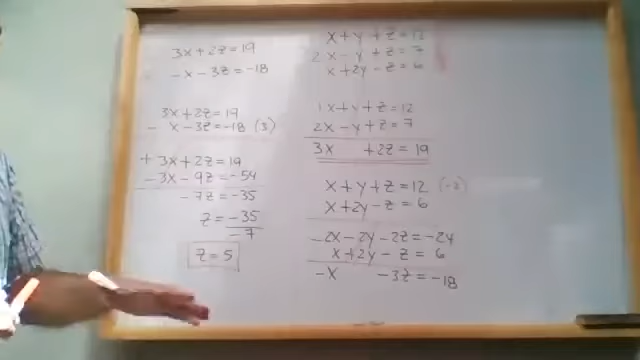 3x+2z=19
-x-3z=-18
3x+2z=19
- x-3z=-18 (3)
+ 3x+2z=19
-3x-9z=-54
-7z=-35
z=-35
-7
z=5
x+y+z=12
2x-y+z=7
x+2y-z=6
1x+y+z=12
2x-y+z=7
3x +2z=19
x+y+z=12 (-2)
x+2y-z=6
-2x-2y-2z=-24
x+2y-z=6
-x -3z=-18